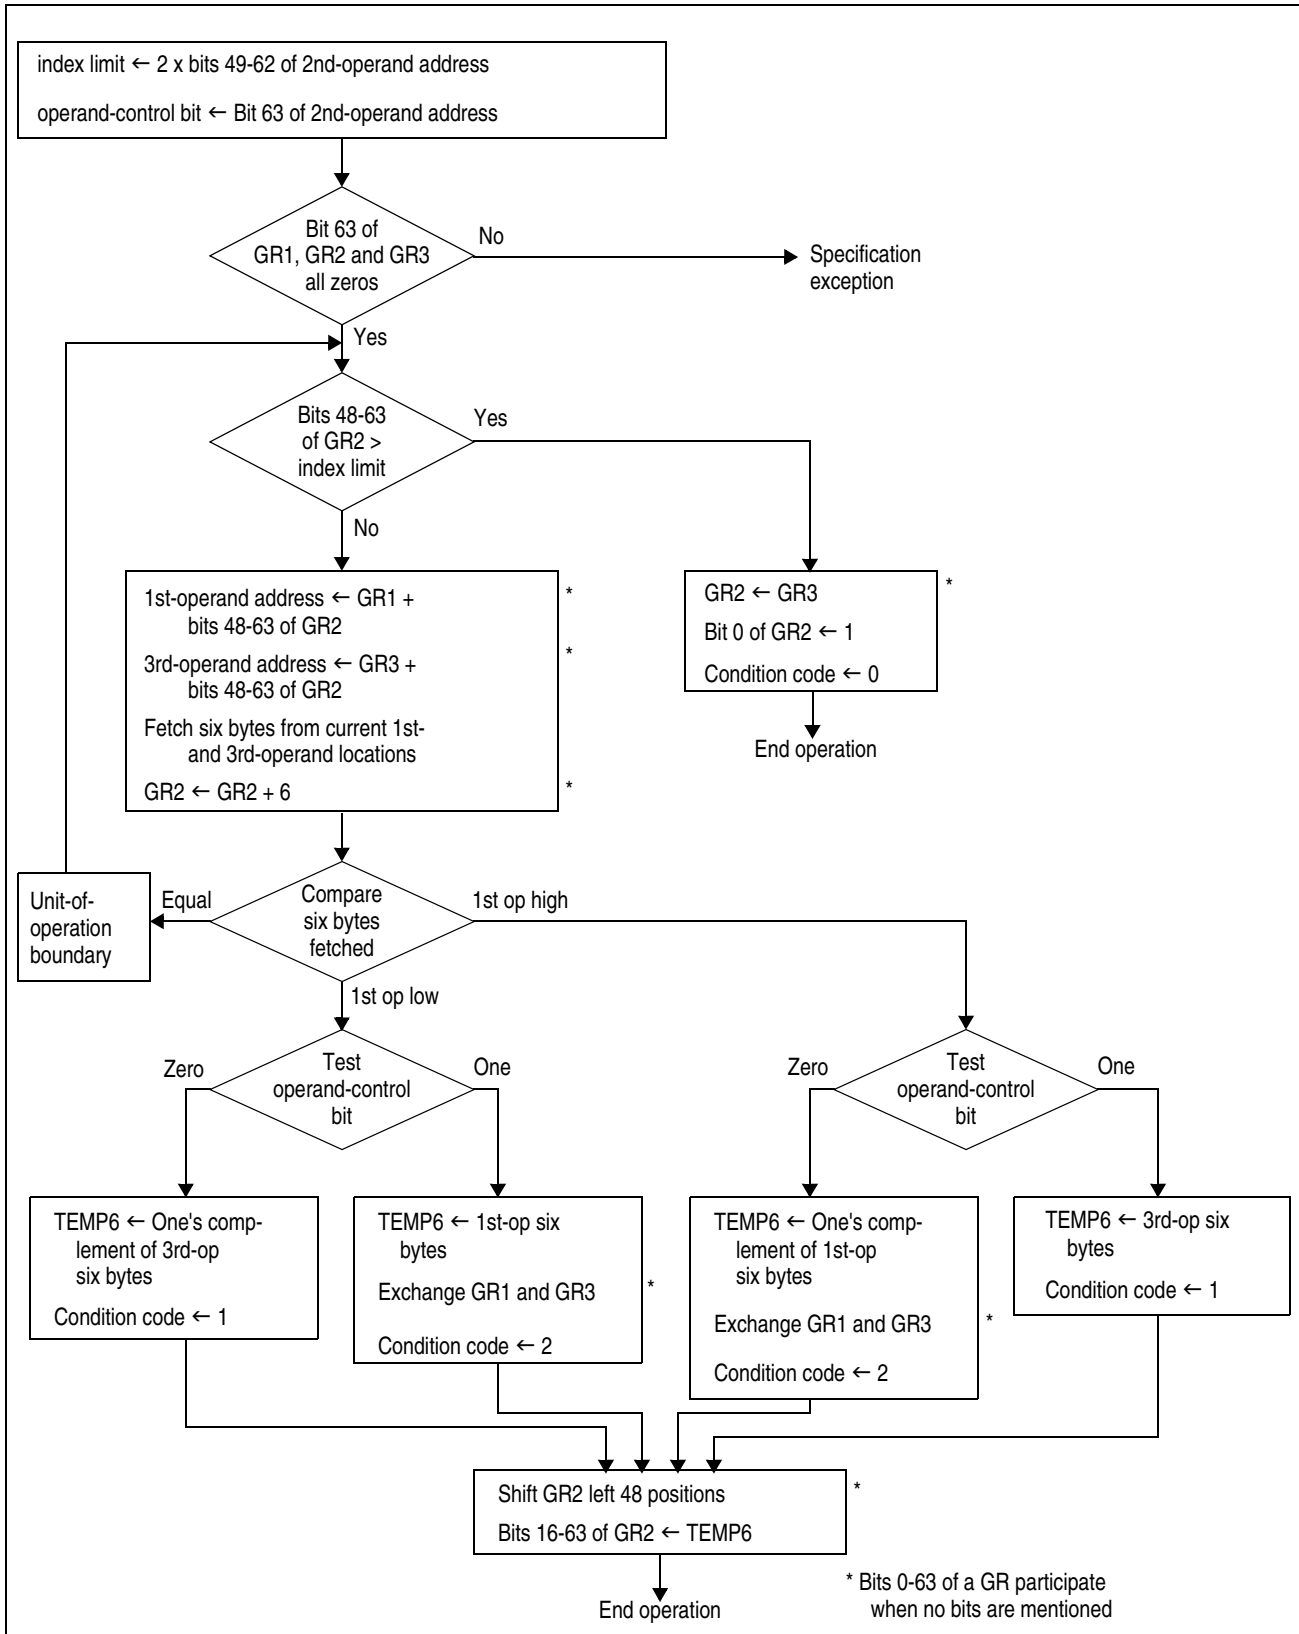 index limit ← 2 x bits 49-62 of 2nd-operand address
operand-control bit ← Bit 63 of 2nd-operand address
Bit 63 of
GR1, GR2 and GR3
all zeros
No
Specification
exception
Yes
Bits 48-63
of GR2 >
index limit
Yes
No
1st-operand address ← GR1 +
bits 48-63 of GR2
*
3rd-operand address ← GR3 +
bits 48-63 of GR2
*
Fetch six bytes from current 1st-
and 3rd-operand locations
GR2 ← GR2 + 6
*
GR2 ← GR3
*
Bit 0 of GR2 ← 1
Condition code ← 0
End operation
Unit-of-
operation
boundary
Equal
Compare
six bytes
fetched
1st op high
1st op low
Zero
Test
operand-control
bit
One
Zero
Test
operand-control
bit
One
TEMP6 ← One's comp-
lement of 3rd-op
six bytes
Condition code ← 1
TEMP6 ← 1st-op six
bytes
Exchange GR1 and GR3
*
Condition code ← 2
TEMP6 ← One's comp-
lement of 1st-op
six bytes
Exchange GR1 and GR3
*
Condition code ← 2
TEMP6 ← 3rd-op six
bytes
Condition code ← 1
Shift GR2 left 48 positions
*
Bits 16-63 of GR2 ← TEMP6
End operation
* Bits 0-63 of a GR participate
when no bits are mentioned